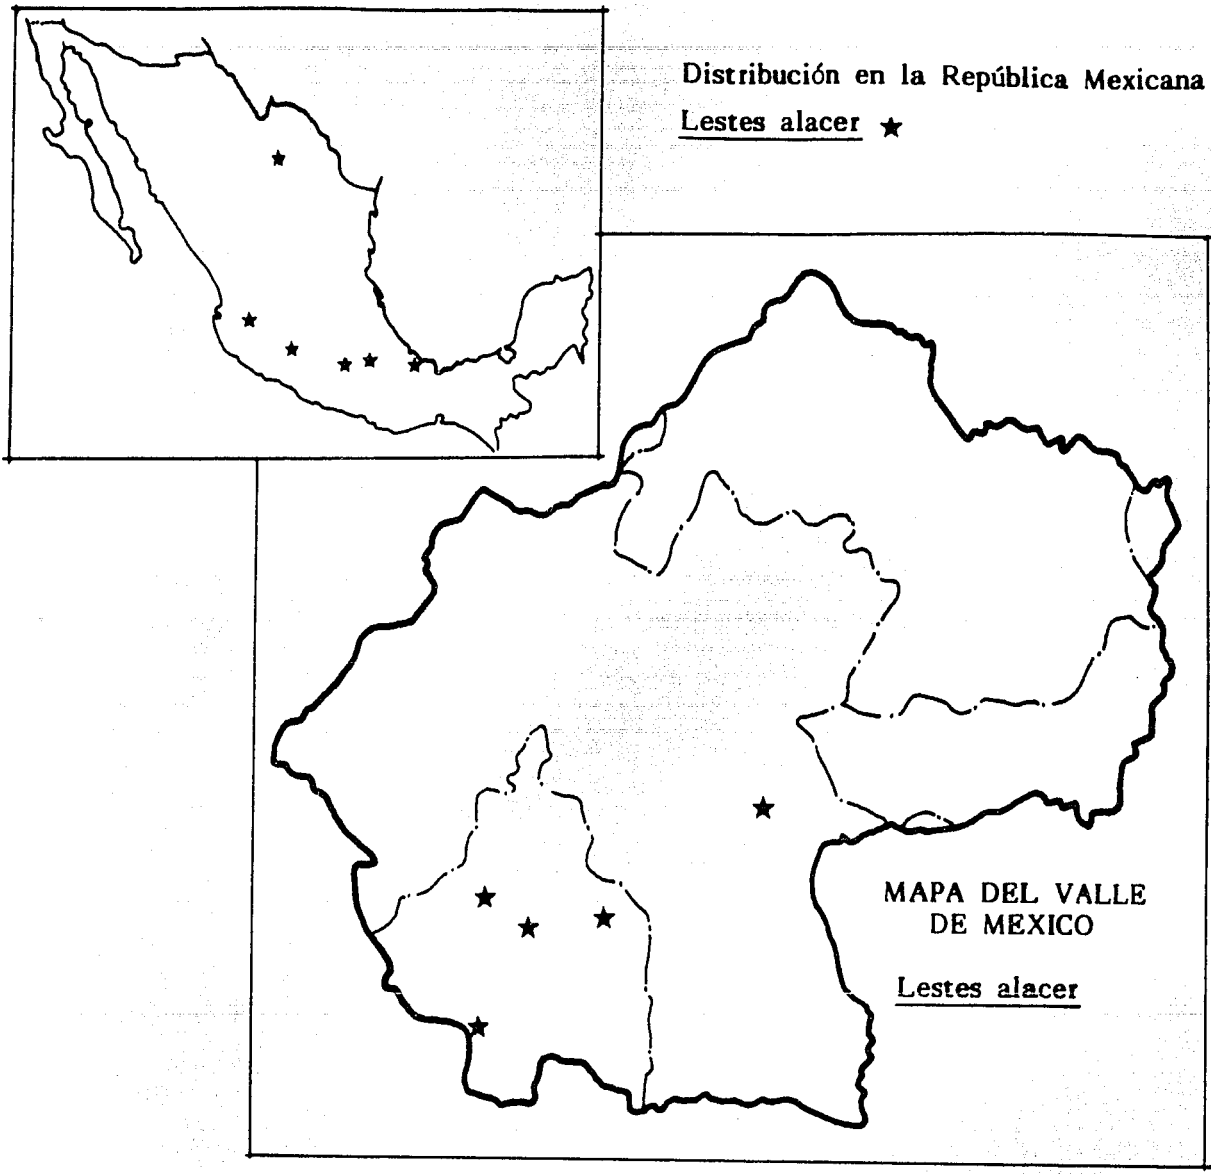 Distribución en la República Mexicana
Lestes alacer ★
MAPA DEL VALLE
DE MEXICO
Lestes alacer